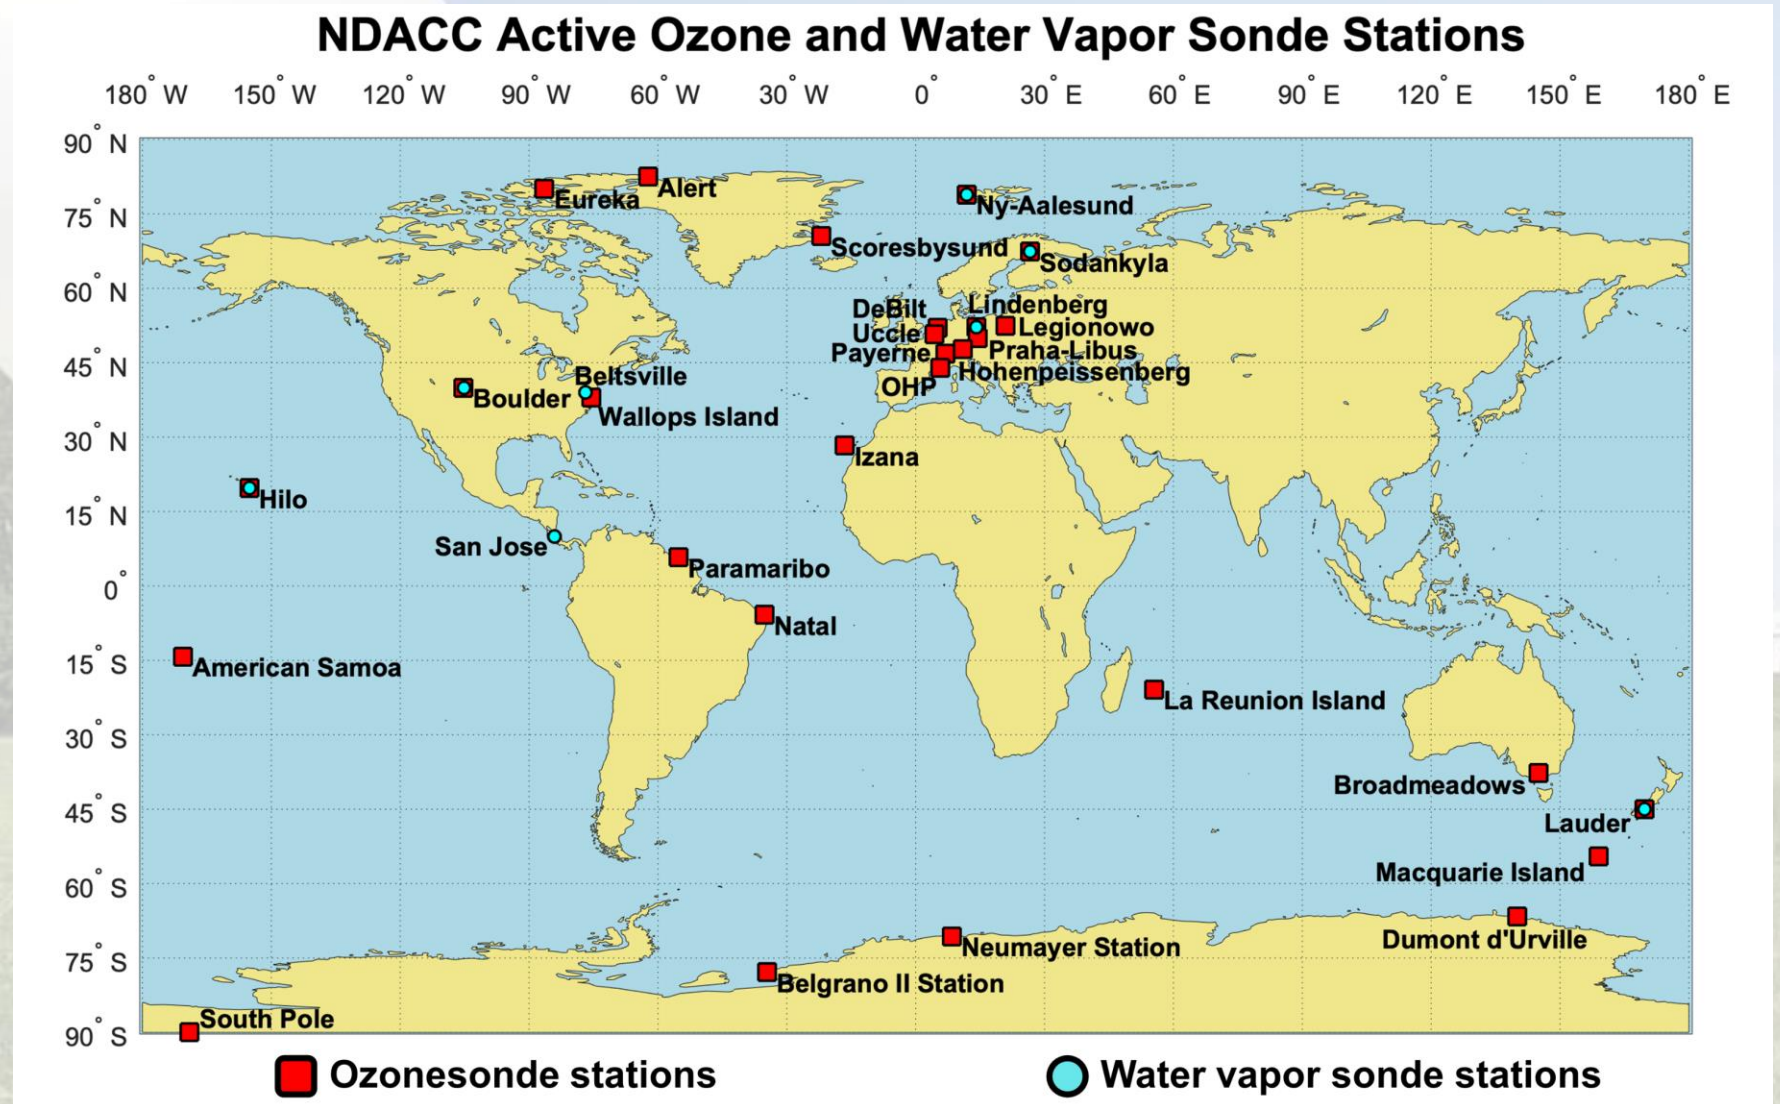 NDACC Active Ozone and Water Vapor Sonde Stations
180° W 150° W 120° W 90° W 60° W 30° W 0° 30° E 60° E 90° E 120° E 150° E 180° E
90° N
75° N
60° N
45° N
30° N
15° N
0°
15° S
30° S
45° S
60° S
75° S
90° S
Alert
Eureka
Ny-Aalesund
Scoresbysund
Sodankyla
DeBilt
Lindenberg
Uccle
Legionowo
Payerne
Praha-Libus
OHP
Hohenpeissenberg
Beltsville
Boulder
Wallops Island
Izana
Hilo
San Jose
Paramaribo
Natal
American Samoa
La Reunion Island
Broadmeadows
Lauder
Macquarie Island
Dumont d'Urville
Neumayer Station
Belgrano II Station
South Pole
Ozonesonde stations
Water vapor sonde stations